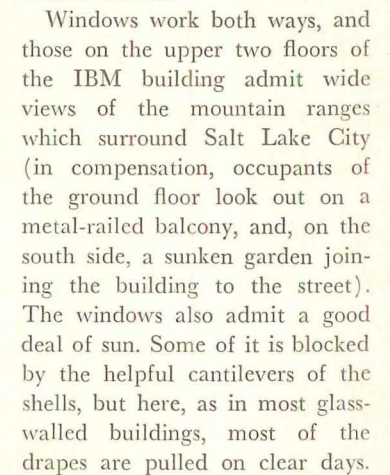 Windows work both ways, and
those on the upper two floors of
the IBM building admit wide
views of the mountain ranges
which surround Salt Lake City
(in compensation, occupants of
the ground floor look out on a
metal-railed balcony, and, on the
south side, a sunken garden join-
ing the building to the street).
The windows also admit a good
deal of sun. Some of it is blocked
by the helpful cantilevers of the
shells, but here, as in most glass-
walled buildings, most of the
drapes are pulled on clear days.